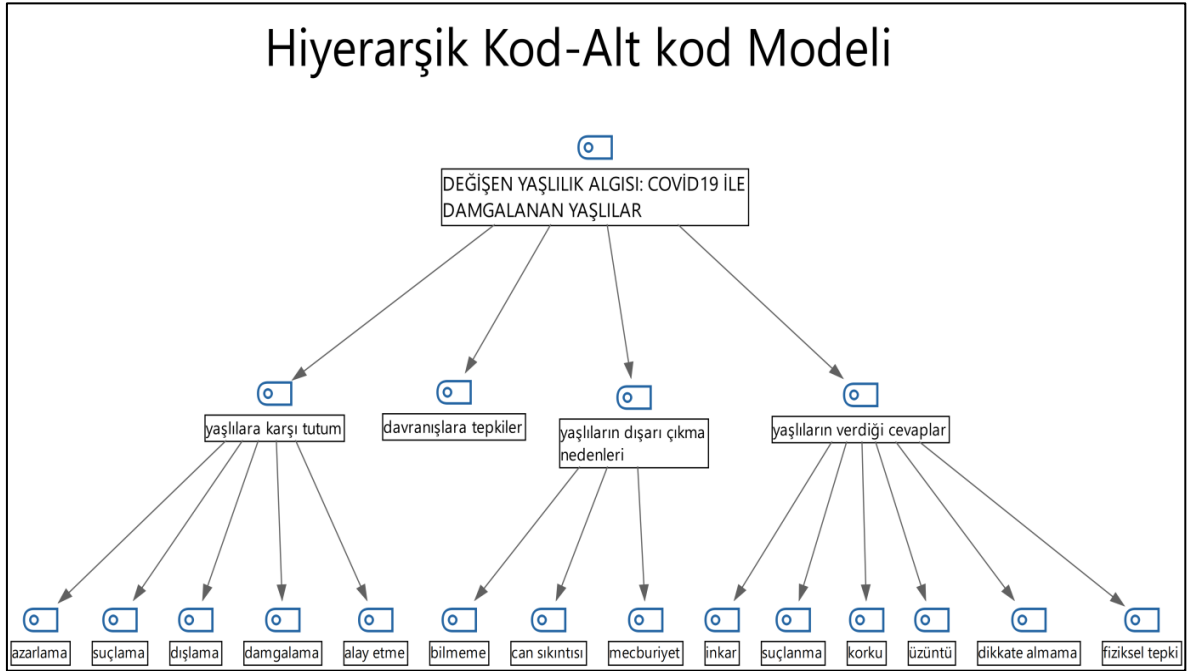 Hiyerarşik Kod-Alt kod Modeli
DEĞİŞEN YAŞLILIK ALGISI: COVİD19 İLE
DAMGALANAN YAŞLILAR
yaşlılara karşı tutum
davranışlara tepkiler
yaşlıların dışarı çıkma
nedenleri
yaşlıların verdiği cevaplar
azarlama
suçlama
dışlama
damgalama
alay etme
bilmeme
can sıkıntısı
mecburiyet
inkar
suçlanma
korku
üzüntü
dikkate almama
fiziksel tepki